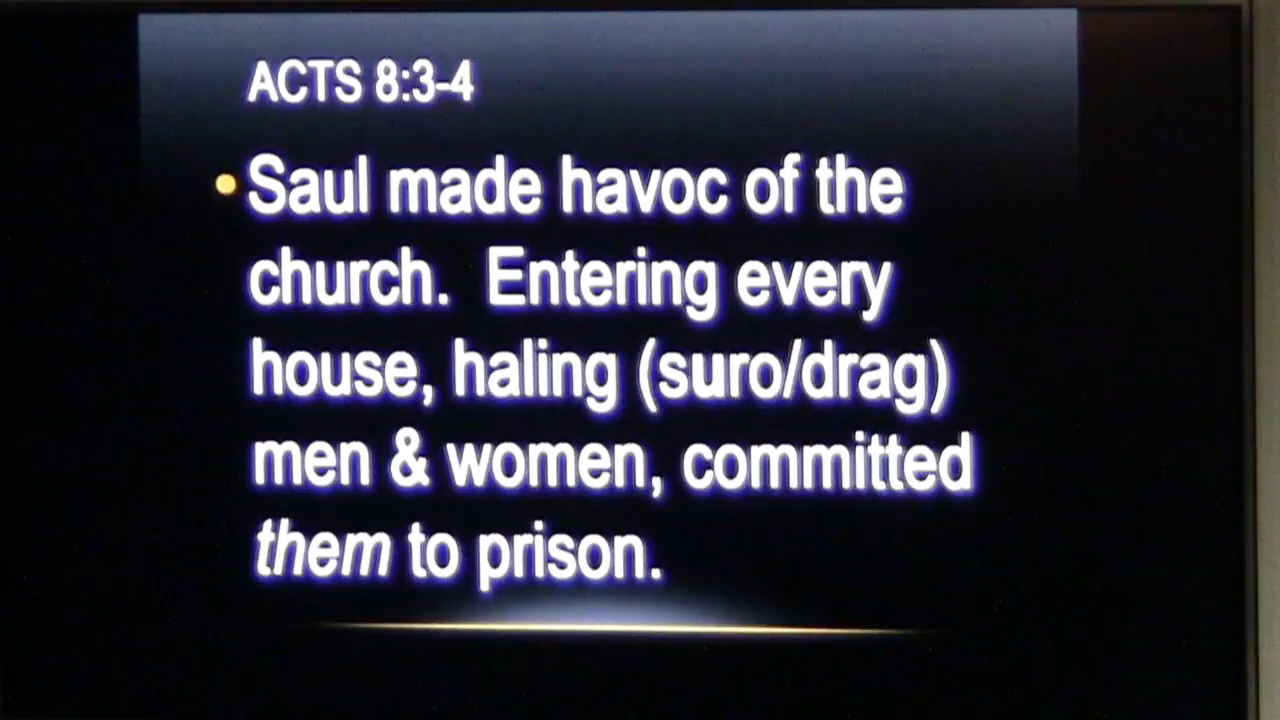 ACTS 8:3-4
• Saul made havoc of the
church.  Entering every
house, haling (suro/drag)
men & women, committed
them to prison.